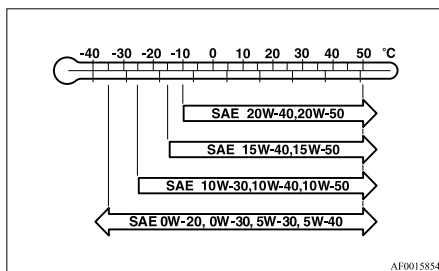 -40 -30 -20 -10 0 10 20 30 40 50 °C
SAE 20W-40,20W-50
SAE 15W-40,15W-50
SAE 10W-30,10W-40,10W-50
SAE 0W-20, 0W-30, 5W-30, 5W-40
AF0015854